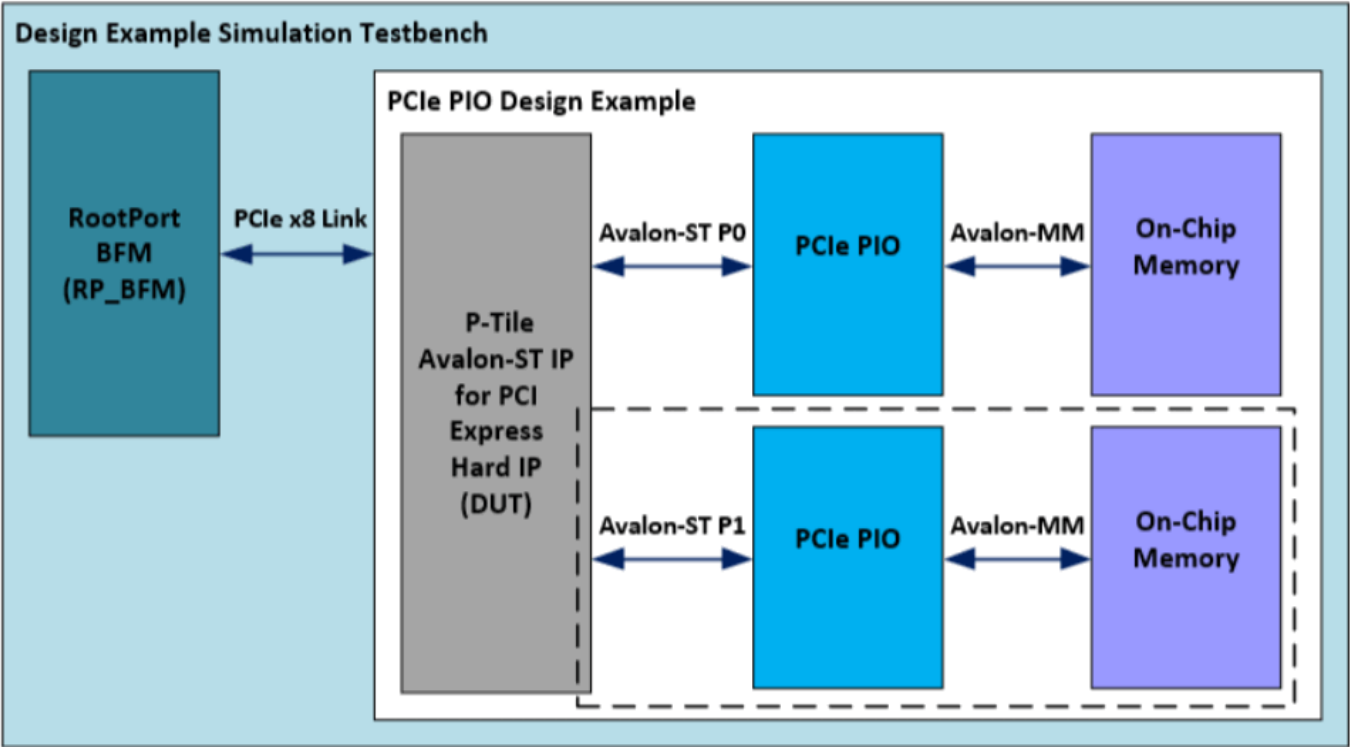 Design Example Simulation Testbench
RootPort
BFM
(RP_BFM)
PCIe x8 Link
PCIe PIO Design Example
P-Tile
Avalon-ST IP
for PCI
Express
Hard IP
(DUT)
Avalon-ST P0
PCIe PIO
Avalon-MM
On-Chip
Memory
Avalon-ST P1
PCIe PIO
Avalon-MM
On-Chip
Memory